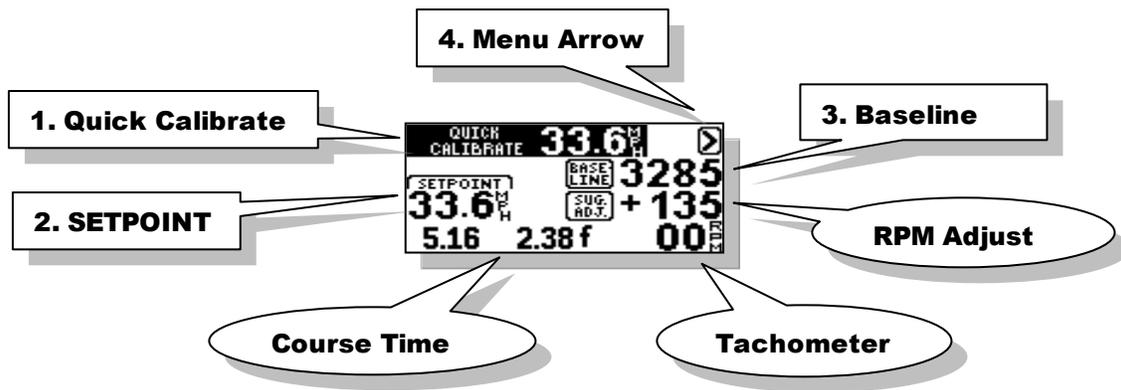 4. Menu Arrow
1. Quick Calibrate
3. Baseline
QUICK
CALIBRATE 33.6 MPH >
BASE-
LINE 3285
SETPOINT
33.6 MPH
SUG.
ADJ. + 135
2. SETPOINT
RPM Adjust
5.16 2.38 f 00 RPM
Course Time
Tachometer